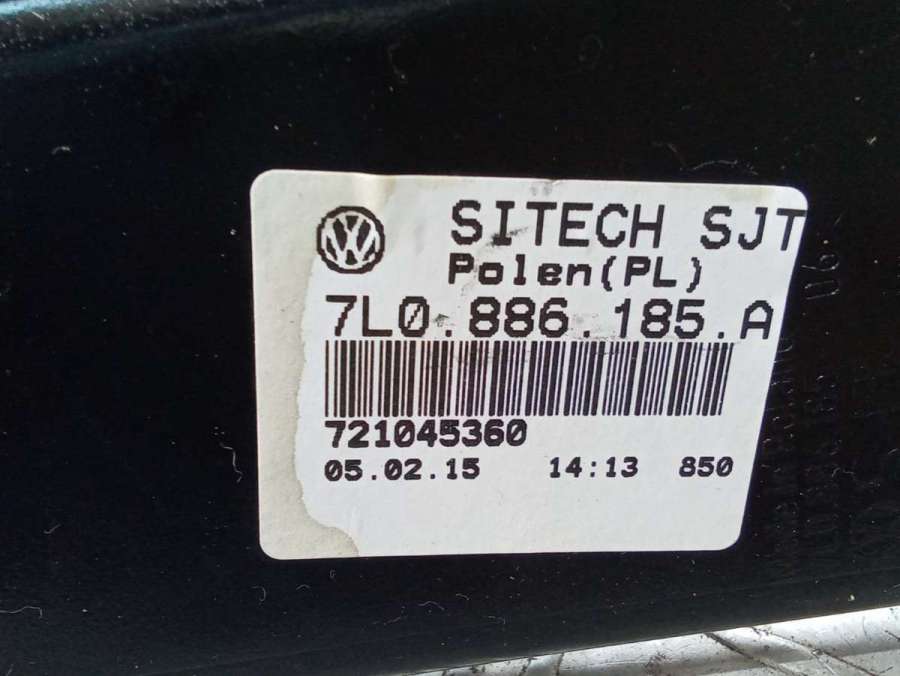 SITECH SJT
Polen(PL)
7L0.886.185.A
721045360
05.02.15 14:13 850